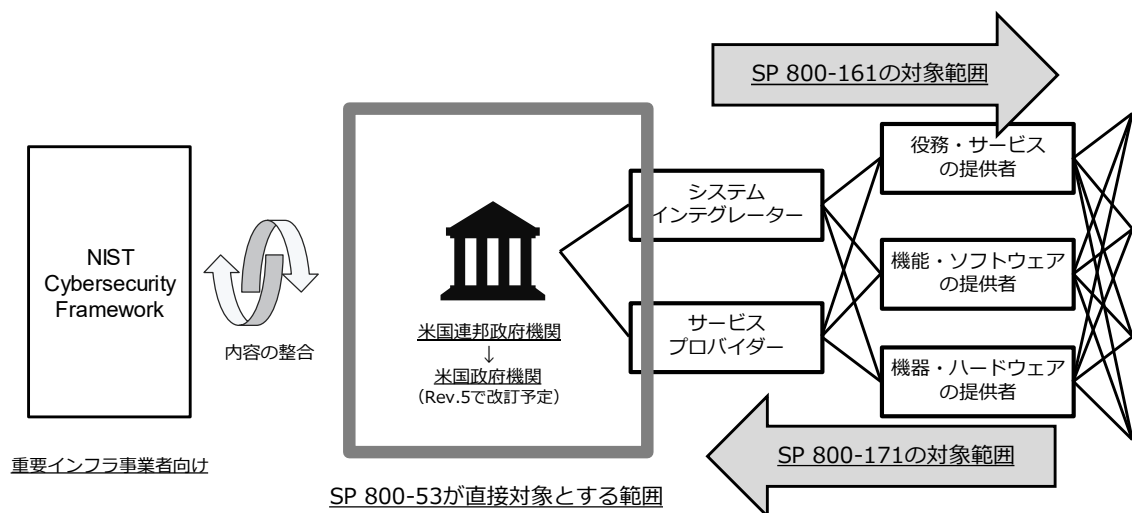 SP 800-161の対象範囲
NIST
Cybersecurity
Framework
内容の整合
重要インフラ事業者向け
米国連邦政府機関
↓
米国政府機関
（Rev.5で改訂予定）
SP 800-53が直接対象とする範囲
システム
インテグレーター
サービス
プロバイダー
役務・サービス
の提供者
機能・ソフトウェア
の提供者
機器・ハードウェア
の提供者
SP 800-171の対象範囲